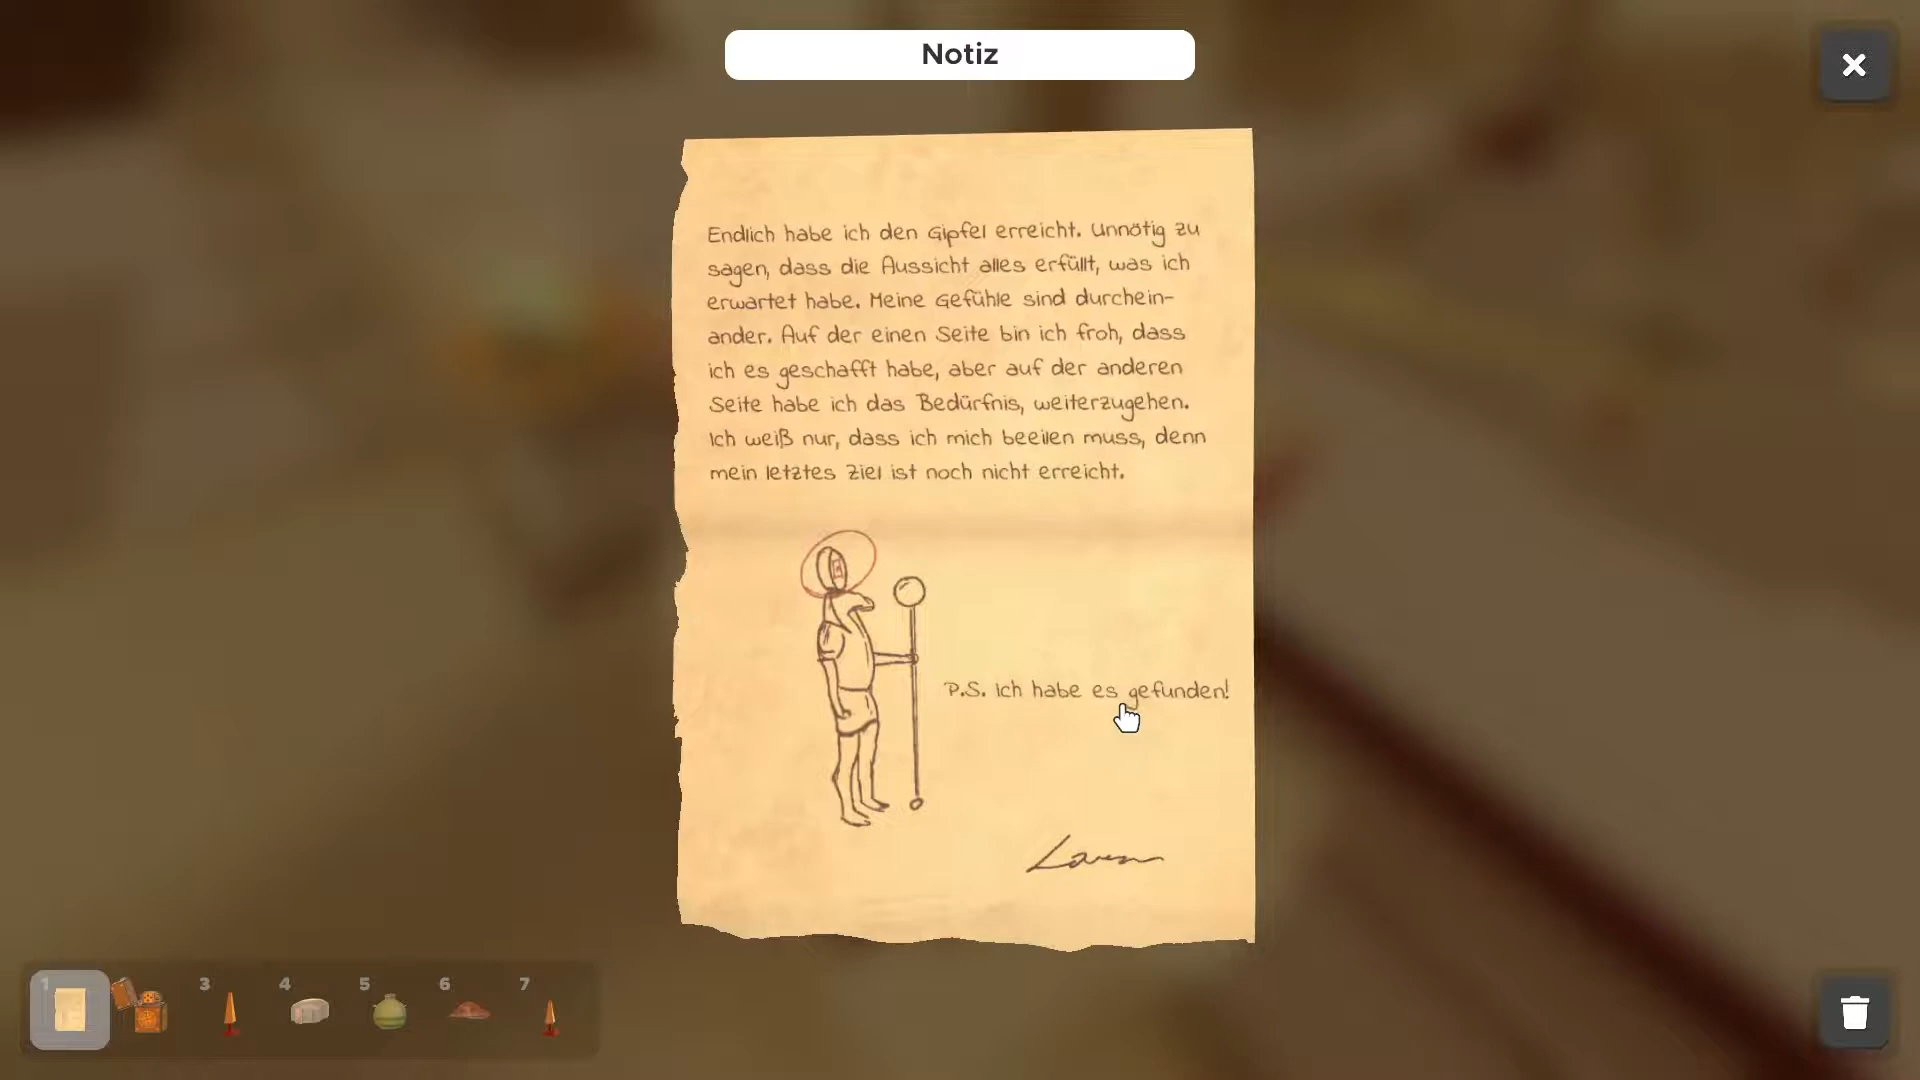 Notiz
Endlich habe ich den Gipfel erreicht. Unnötig zu
sagen, dass die Aussicht alles erfüllt, was ich
erwartet habe. Meine Gefühle sind durchein-
ander. Auf der einen Seite bin ich froh, dass
ich es geschafft habe, aber auf der anderen
Seite habe ich das Bedürfnis, weiterzugehen.
Ich weiß nur, dass ich mich beeilen muss, denn
mein letztes Ziel ist noch nicht erreicht.
P.S. ich habe es gefunden!
1 3 4 5 6 7